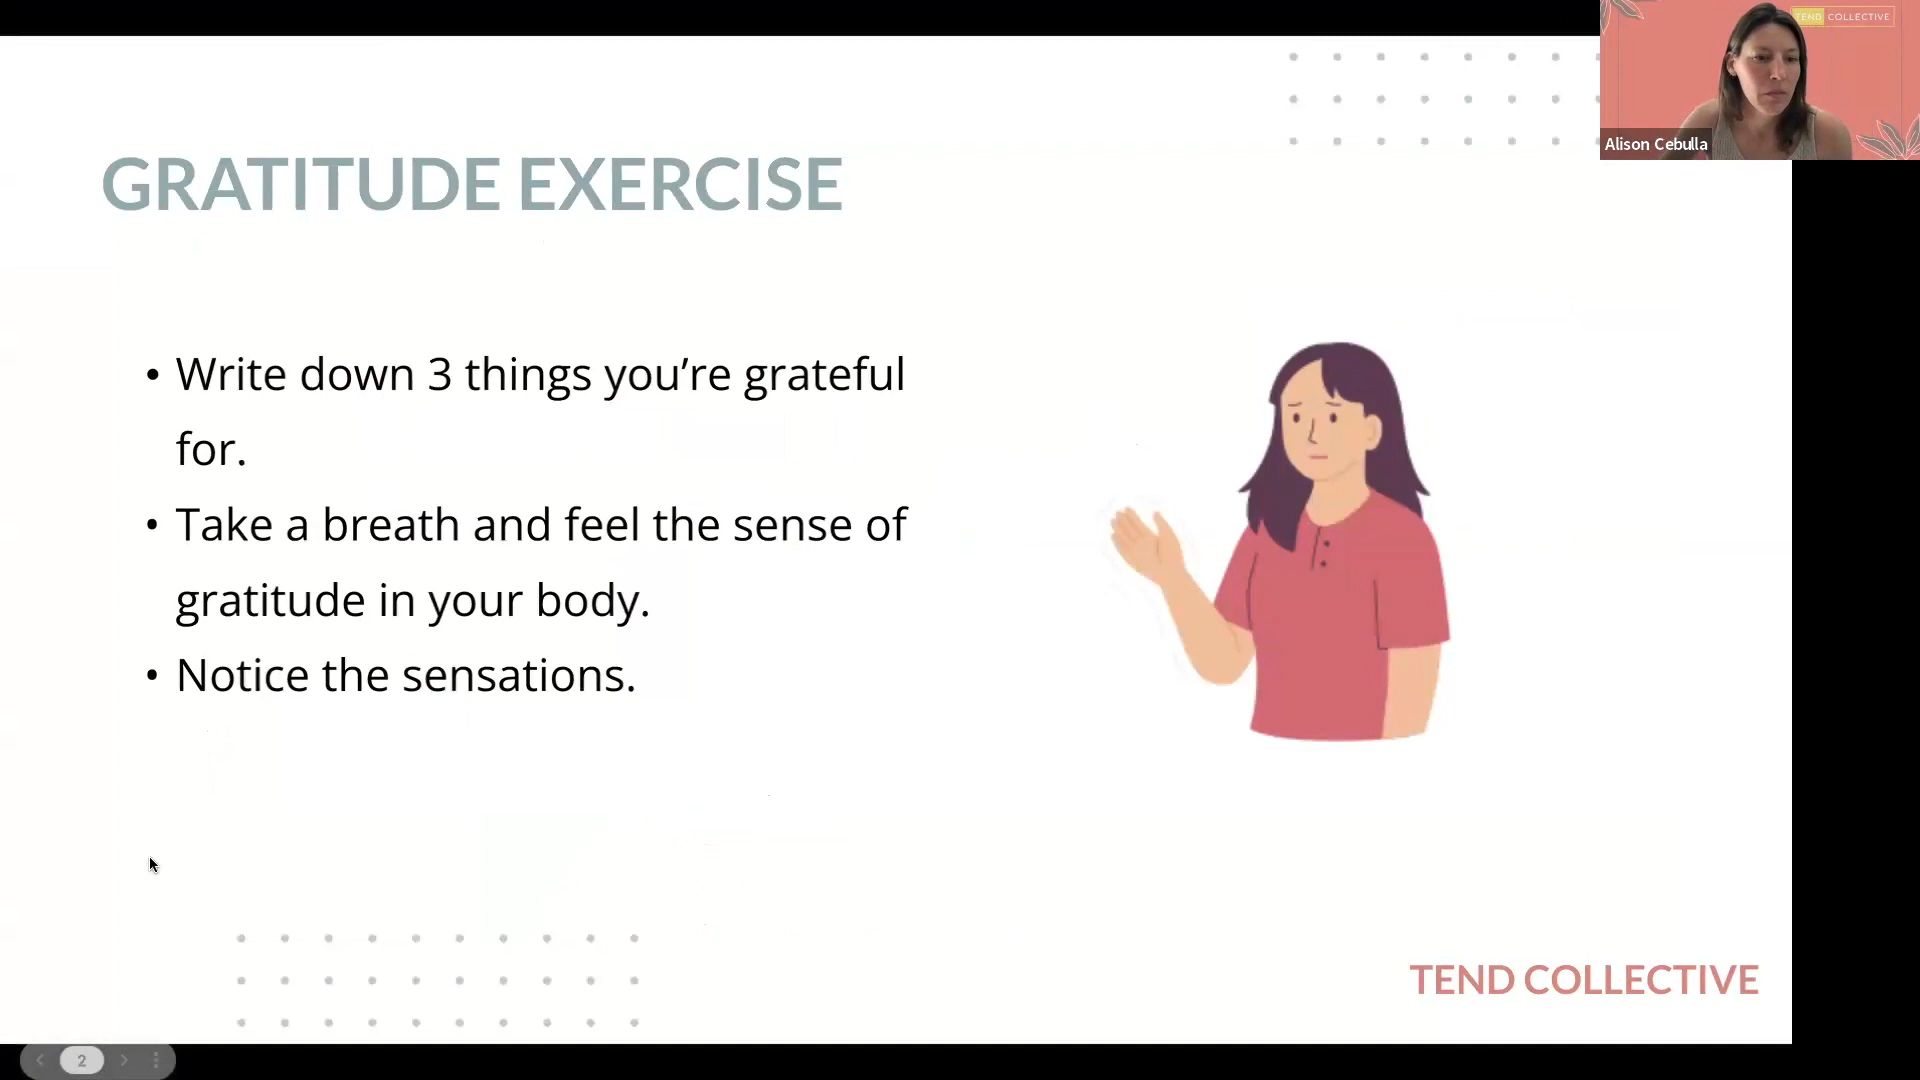 TEND COLLECTIVE
Alison Cebulla
GRATITUDE EXERCISE
• Write down 3 things you’re grateful
for.
• Take a breath and feel the sense of
gratitude in your body.
• Notice the sensations.
TEND COLLECTIVE
2